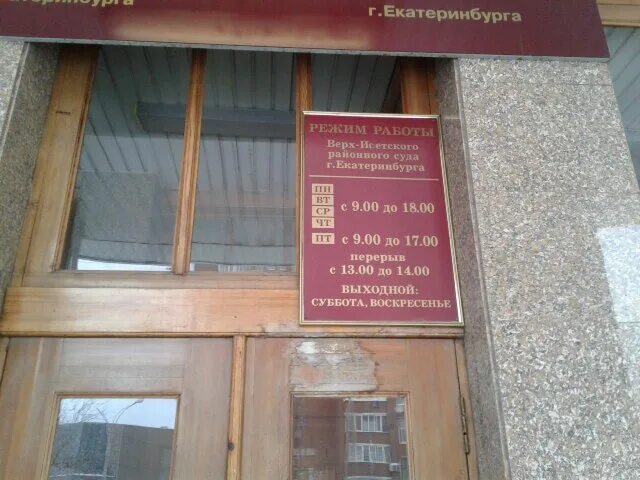 г.Екатеринбурга
РЕЖИМ РАБОТЫ
Верх-Исетского
районного суда
г.Екатеринбурга
ПН
ВТ
СР
ЧТ
с 9.00 до 18.00
ПТ с 9.00 до 17.00
перерыв
с 13.00 до 14.00
ВЫХОДНОЙ:
СУББОТА, ВОСКРЕСЕНЬЕ